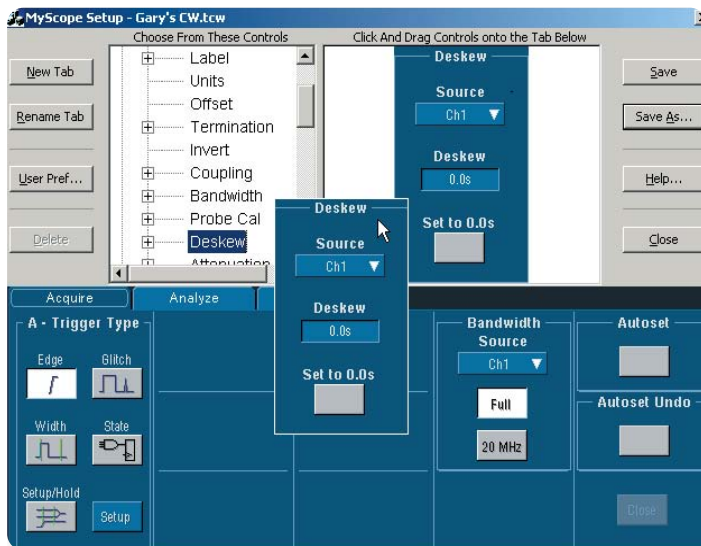 MyScope Setup - Gary's CW.tcw
Choose From These Controls
Click And Drag Controls onto the Tab Below
New Tab
Rename Tab
User Pref...
Delete
Label
Units
Offset
Termination
Invert
Coupling
Bandwidth
Probe Cal
Deskew
Attenuation
Deskew
Source
Ch1
Deskew
0.0s
Set to 0.0s
Save
Save As...
Help...
Close
Deskew
Source
Ch1
Deskew
0.0s
Set to 0.0s
Acquire
Analyze
A - Trigger Type
Edge
Glitch
Width
State
Setup/Hold
Setup
Bandwidth
Source
Ch1
Full
20 MHz
Autoset
Autoset Undo
Close